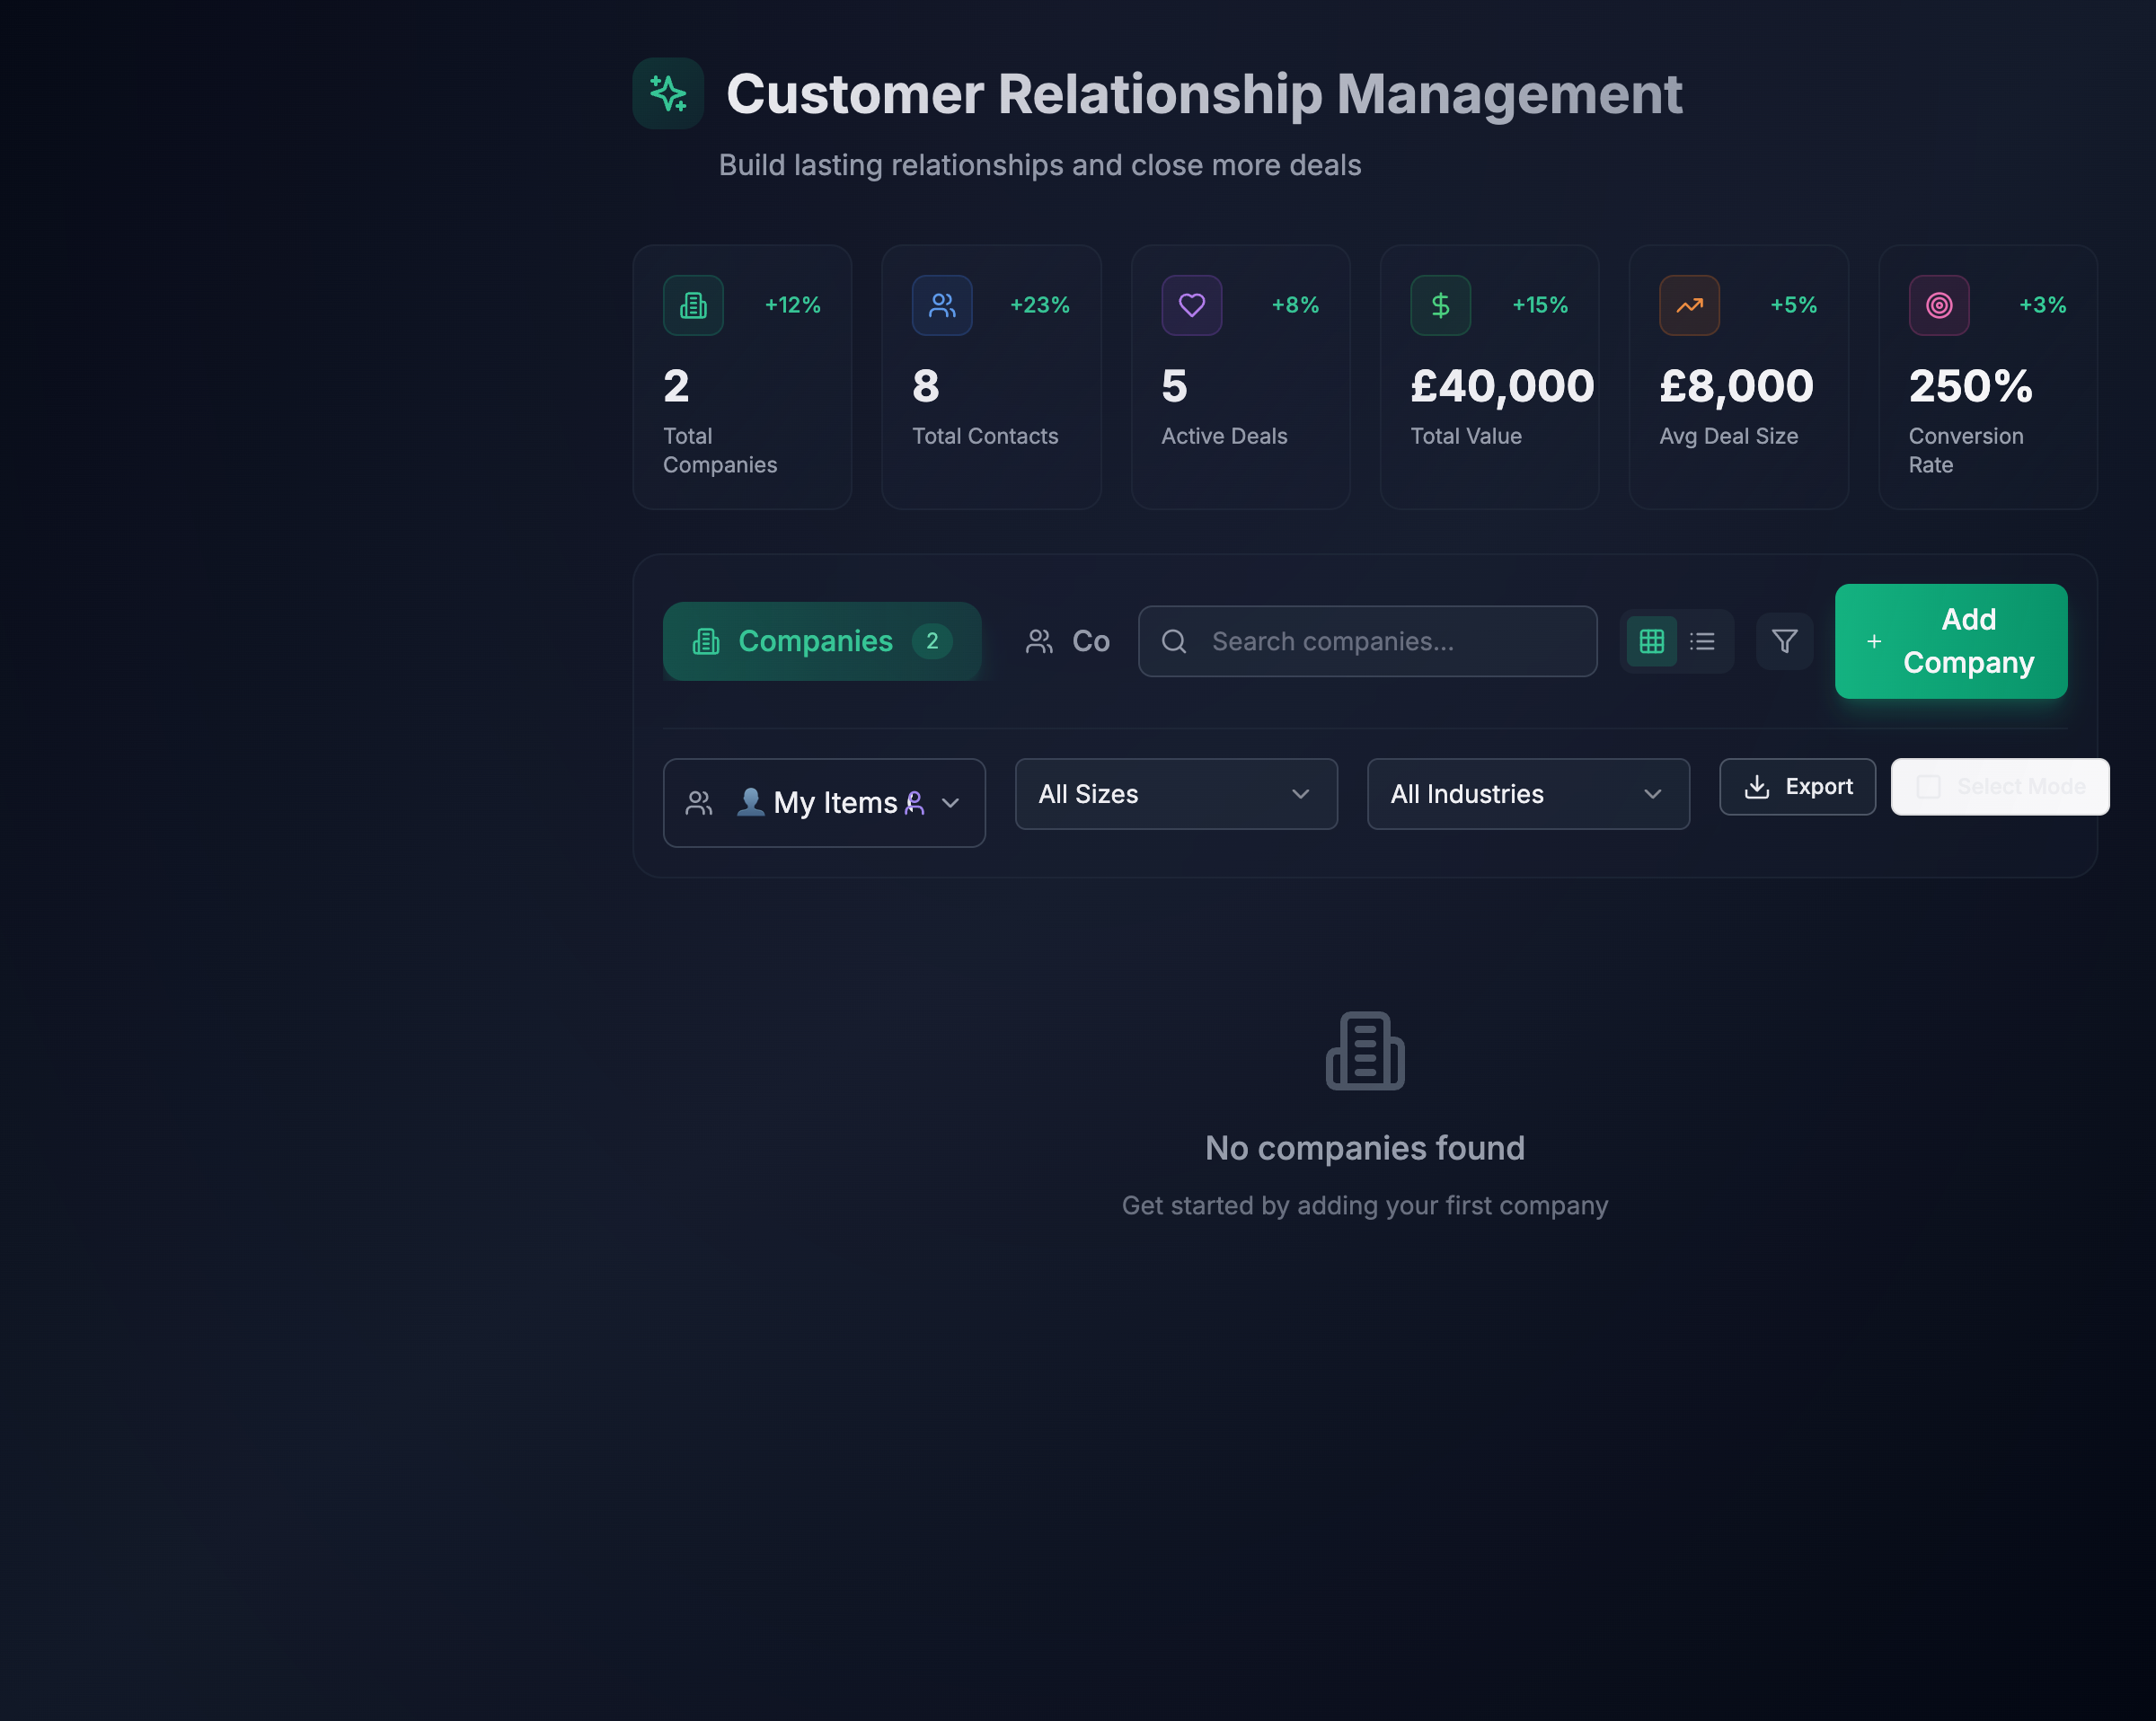 Customer Relationship Management
Build lasting relationships and close more deals
+12%
2
Total
Companies
+23%
8
Total Contacts
+8%
5
Active Deals
+15%
£40,000
Total Value
+5%
£8,000
Avg Deal Size
+3%
250%
Conversion
Rate
Companies 2
Co
Search companies...
Add
Company
My Items
All Sizes
All Industries
Export
Select Mode
No companies found
Get started by adding your first company